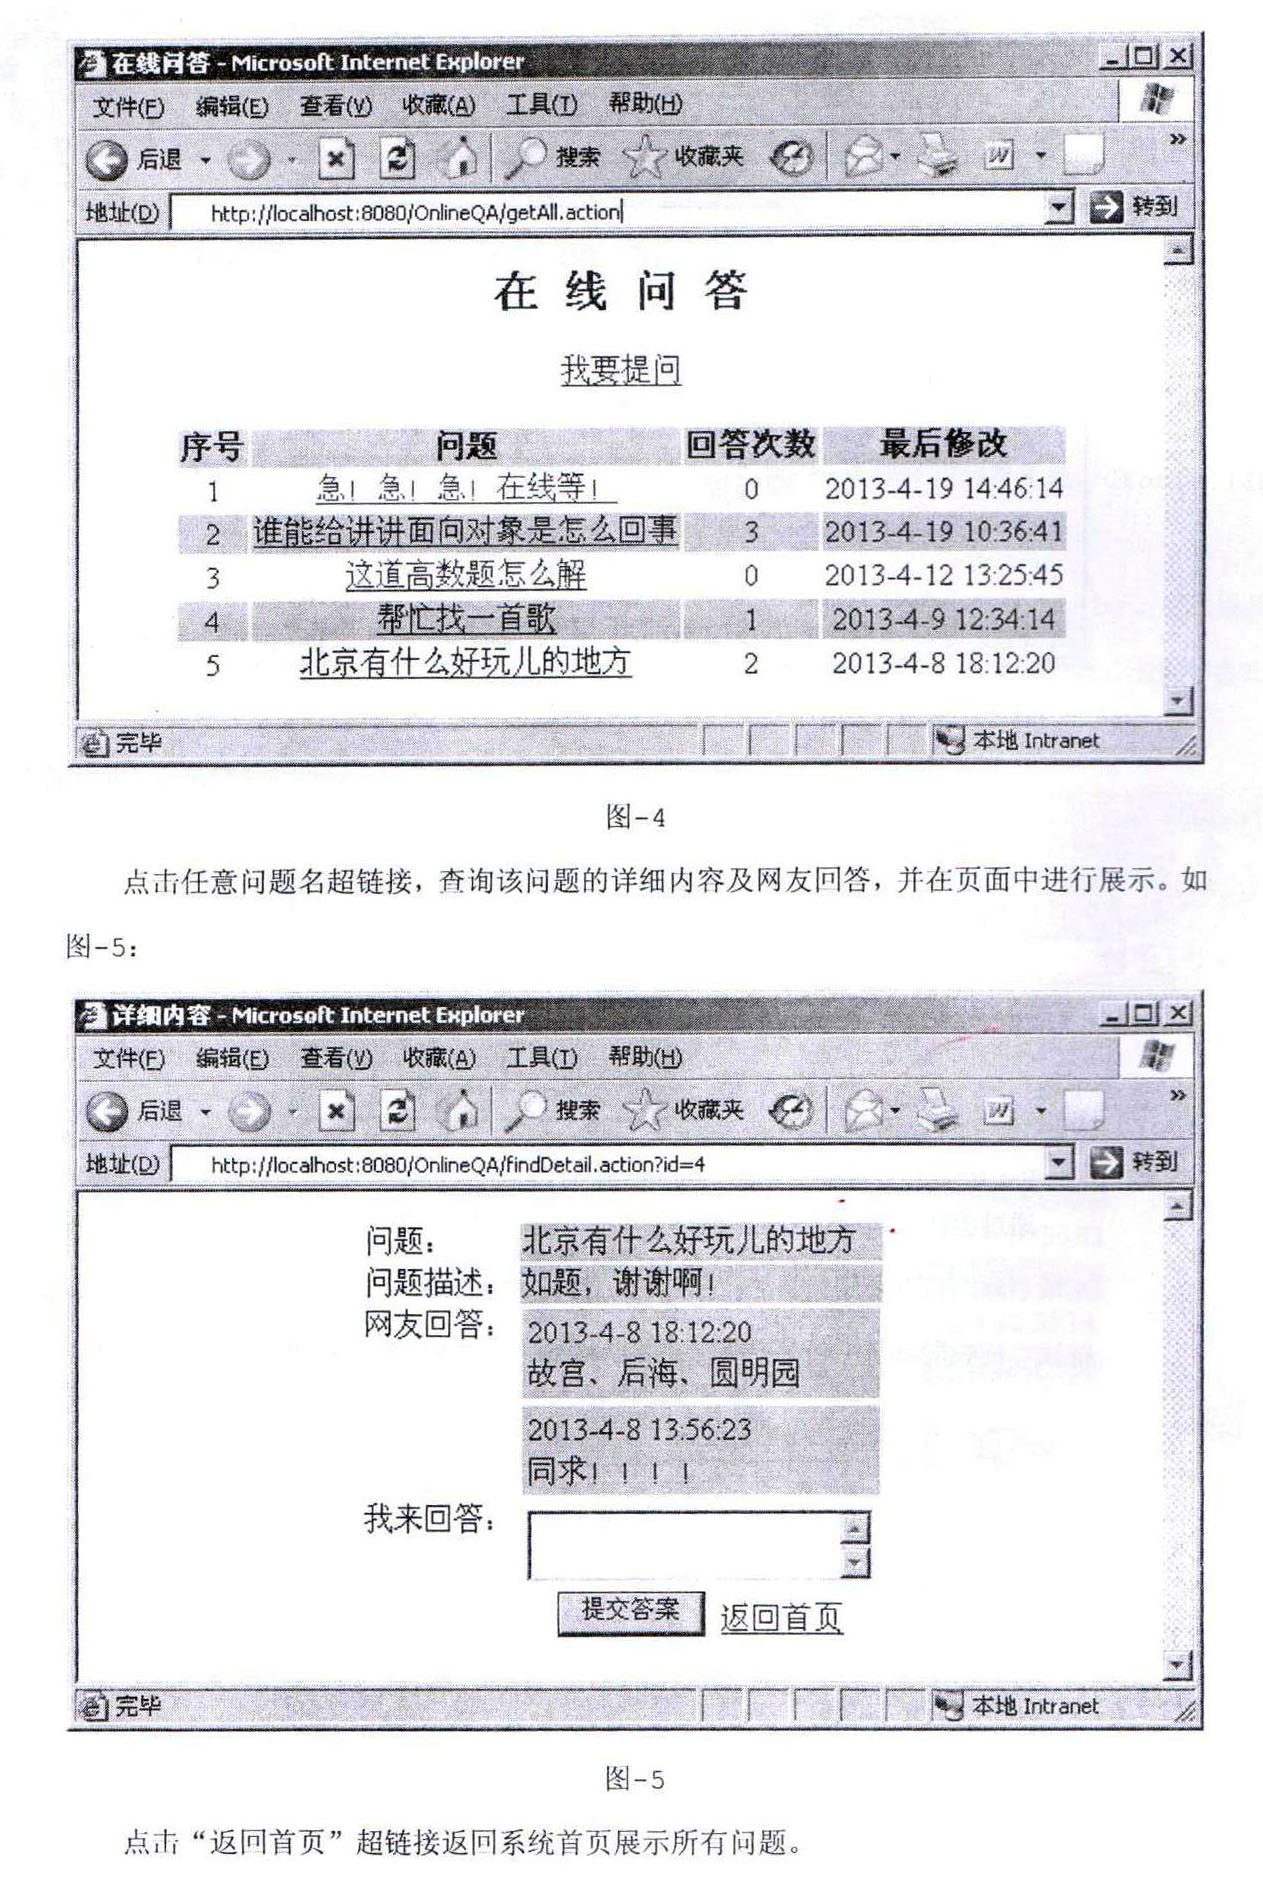 在线问答 - Microsoft Internet Explorer
文件(F) 编辑(E) 查看(V) 收藏(A) 工具(T) 帮助(H)
后退 搜索 收藏夹 »
地址(D) http://localhost:8080/OnlineQA/getAll.action 转到
在 线 问 答
我要提问
序号 问题 回答次数 最后修改
1 急！急！急！在线等！ 0 2013-4-19 14:46:14
2 谁能给讲讲面向对象是怎么回事 3 2013-4-19 10:36:41
3 这道高数题怎么解 0 2013-4-12 13:25:45
4 帮忙找一首歌 1 2013-4-9 12:34:14
5 北京有什么好玩儿的地方 2 2013-4-8 18:12:20
完毕 本地 Intranet
图-4
点击任意问题名超链接，查询该问题的详细内容及网友回答，并在页面中进行展示。如
图-5：
详细内容 - Microsoft Internet Explorer
文件(F) 编辑(E) 查看(V) 收藏(A) 工具(T) 帮助(H)
后退 搜索 收藏夹 »
地址(D) http://localhost:8080/OnlineQA/findDetail.action?id=4 转到
问题： 北京有什么好玩儿的地方
问题描述： 如题，谢谢啊！
网友回答： 2013-4-8 18:12:20
故宫、后海、圆明园
2013-4-8 13:56:23
同求！！！！
我来回答：
提交答案 返回首页
完毕 本地 Intranet
图-5
点击“返回首页”超链接返回系统首页展示所有问题。